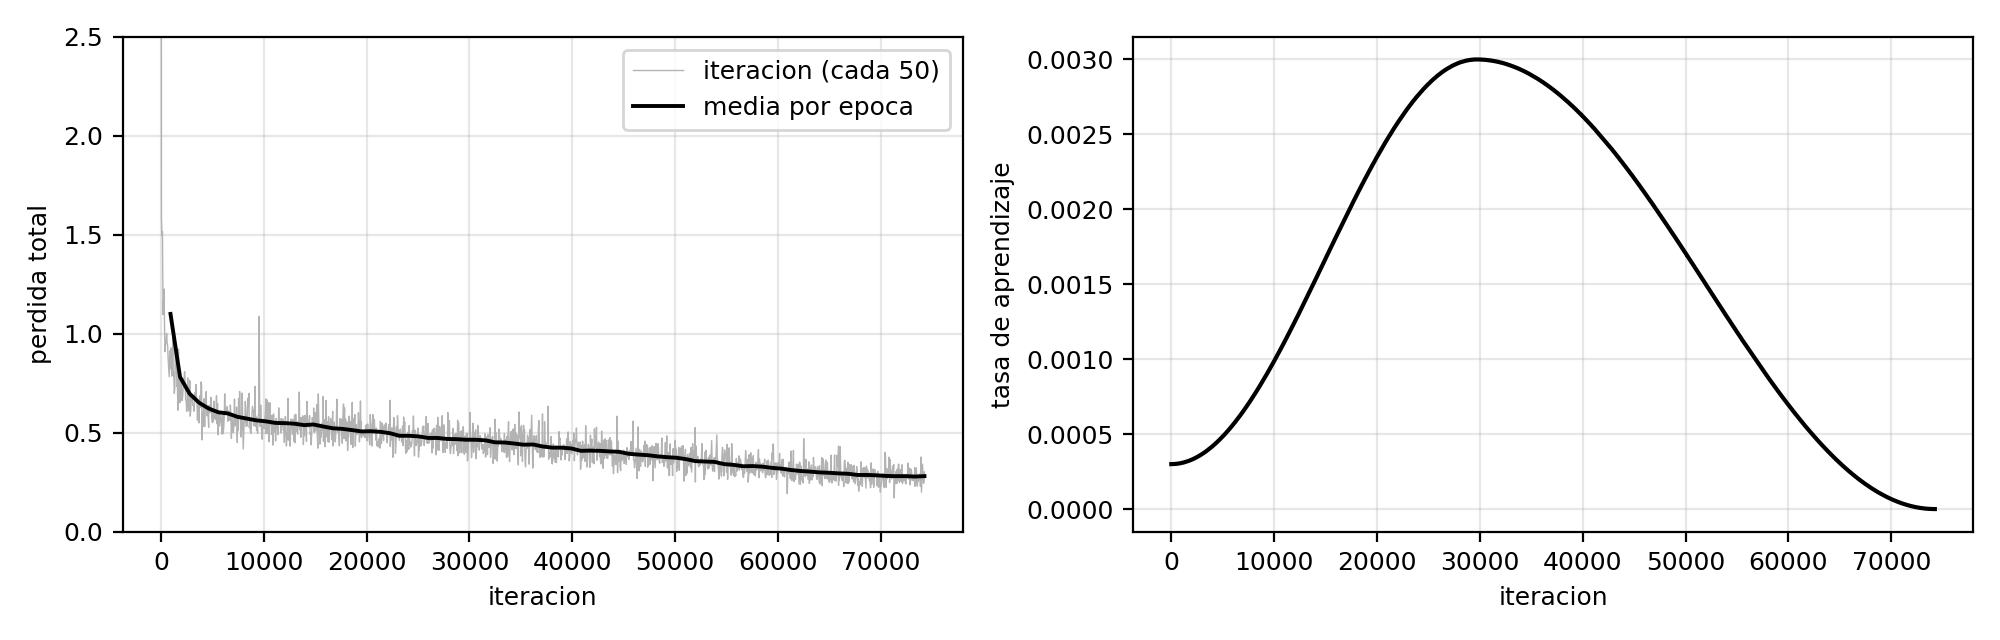 2.5
2.0
1.5
1.0
0.5
0.0
perdida total
iteracion (cada 50)
media por epoca
0 10000 20000 30000 40000 50000 60000 70000
iteracion
0.0030
0.0025
0.0020
0.0015
0.0010
0.0005
0.0000
tasa de aprendizaje
0 10000 20000 30000 40000 50000 60000 70000
iteracion